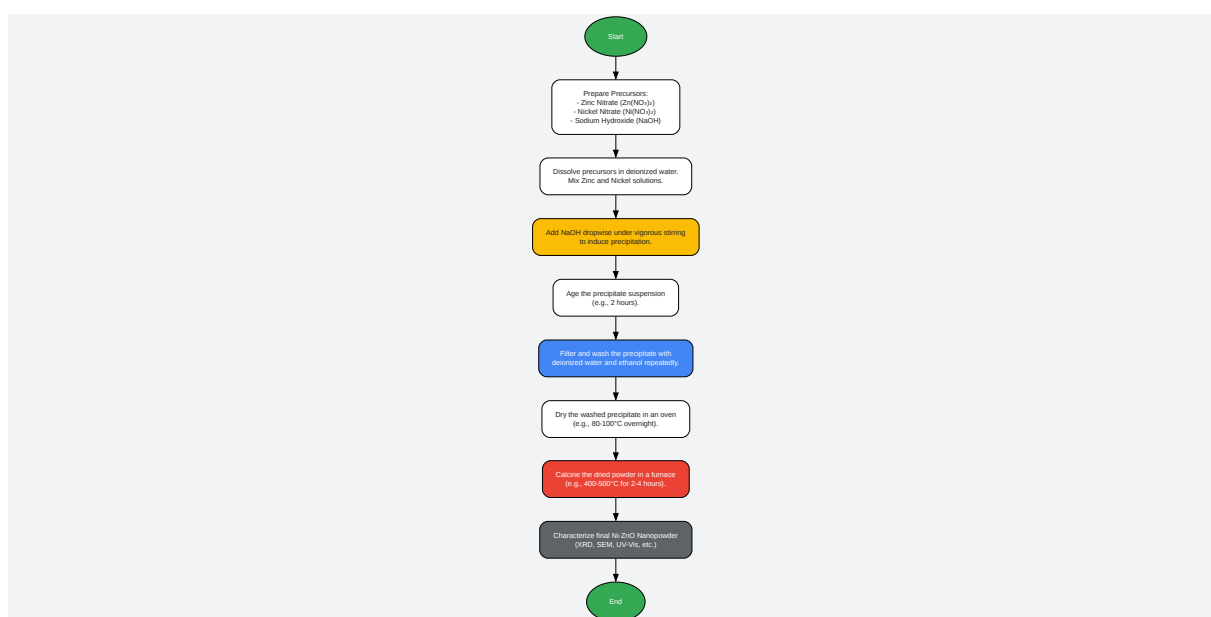 Start
Prepare Precursors:
- Zinc Nitrate (Zn(NO₃)₂)
- Nickel Nitrate (Ni(NO₃)₂)
- Sodium Hydroxide (NaOH)
Dissolve precursors in deionized water.
Mix Zinc and Nickel solutions.
Add NaOH dropwise under vigorous stirring
to induce precipitation.
Age the precipitate suspension
(e.g., 2 hours).
Filter and wash the precipitate with
deionized water and ethanol repeatedly.
Dry the washed precipitate in an oven
(e.g., 80-100°C overnight).
Calcine the dried powder in a furnace
(e.g., 400-500°C for 2-4 hours).
Characterize final Ni-ZnO Nanopowder
(XRD, SEM, UV-Vis, etc.)
End